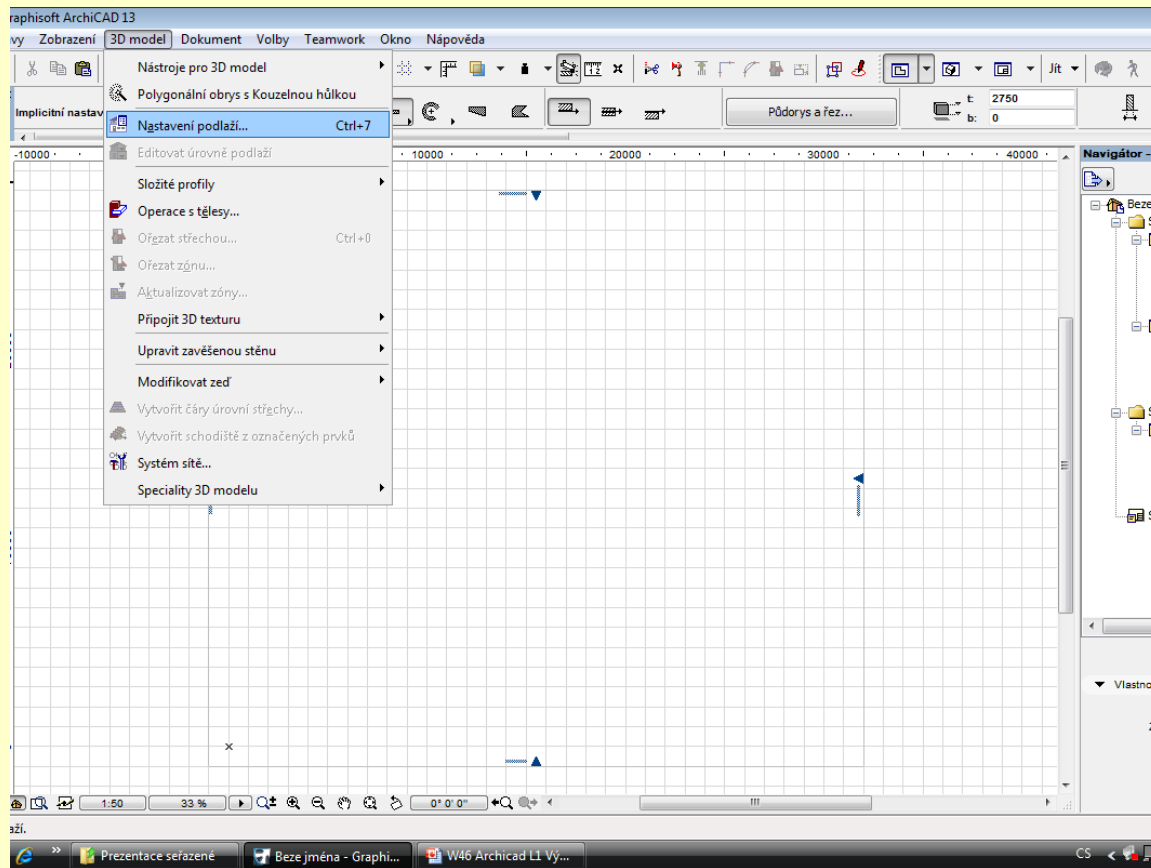 raphisoft ArchiCAD 13
vy Zobrazení 3D model Dokument Volby Teamwork Okno Nápověda
Jít
Nástroje pro 3D model
Polygonální obrys s Kouzelnou hůlkou
Implicitní nastav
Půdorys a řez...
t: 2750
b: 0
Nastavení podlaží... Ctrl+7
Editovat úrovně podlaží
-10000 10000 20000 30000 40000
Navigátor -
Složité profily
Operace s tělesy...
Ořezat střechou... Ctrl+0
Ořezat zónu...
Aktualizovat zóny...
Připojit 3D texturu
Upravit zavěšenou stěnu
Modifikovat zeď
Vytvořit čáry úrovní střechy...
Vytvořit schodiště z označených prvků
Systém sítě...
Speciality 3D modelu
Beze
S
S
S
Vlastno
1:50 33 % 0° 0' 0"
aží.
Prezentace seřazené Beze jména - Graphi... W46 Archicad L1 Vý... CS